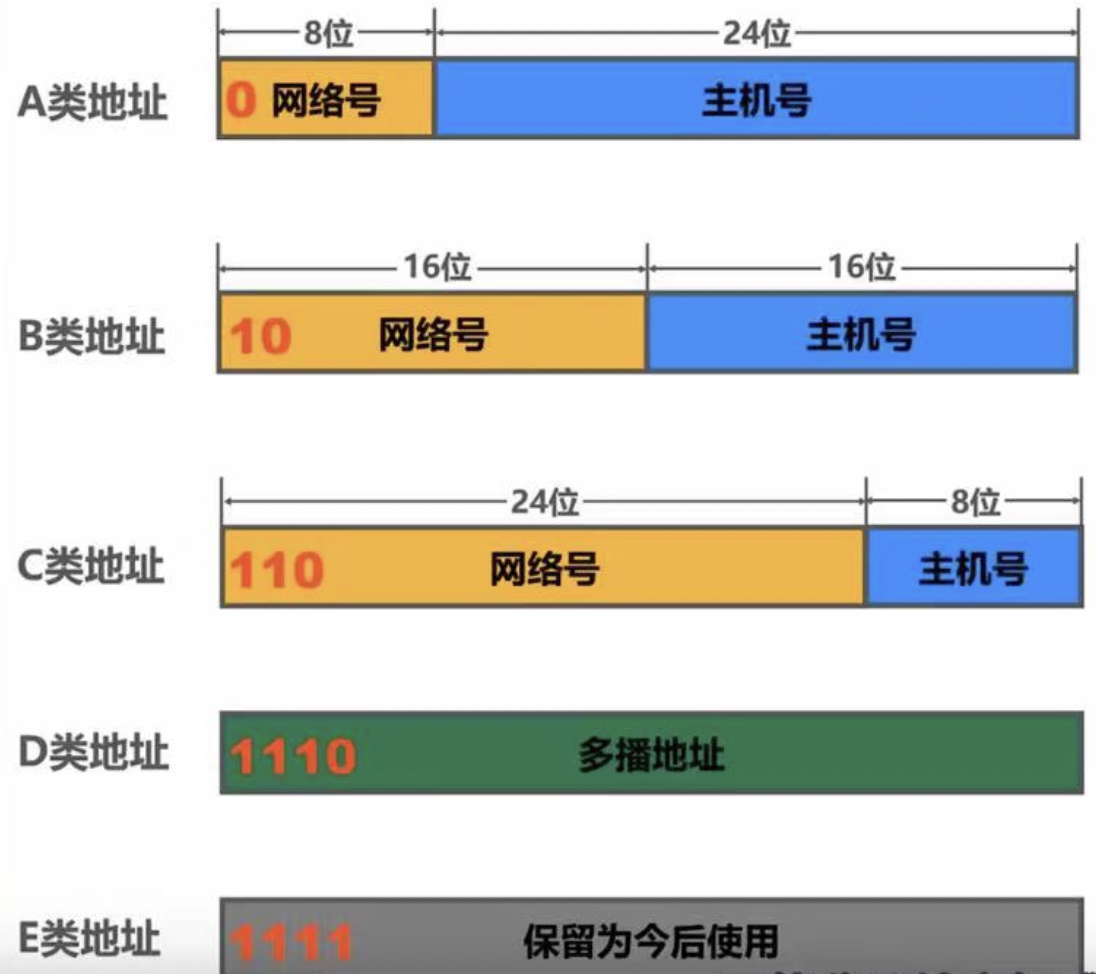 8位 24位
A类地址 0 网络号 主机号
16位 16位
B类地址 10 网络号 主机号
24位 8位
C类地址 110 网络号 主机号
D类地址 1110 多播地址
E类地址 1111 保留为今后使用